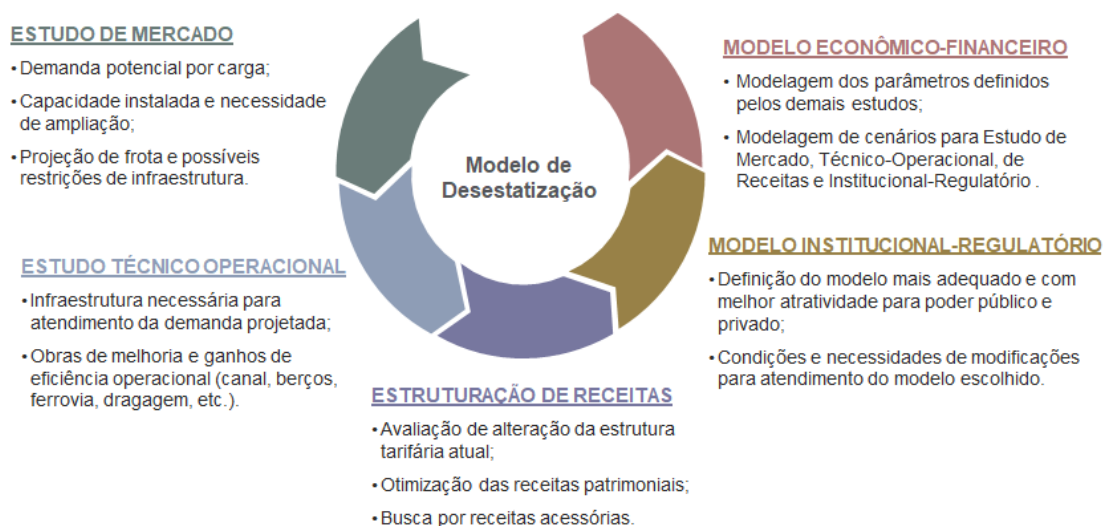 ESTUDO DE MERCADO
• Demanda potencial por carga;
• Capacidade instalada e necessidade
de ampliação;
• Projeção de frota e possíveis
restrições de infraestrutura.
ESTUDO TÉCNICO OPERACIONAL
• Infraestrutura necessária para
atendimento da demanda projetada;
• Obras de melhoria e ganhos de
eficiência operacional (canal, berços,
ferrovia, dragagem, etc.).
Modelo de
Desestatização
ESTRUTURAÇÃO DE RECEITAS
• Avaliação de alteração da estrutura
tarifária atual;
• Otimização das receitas patrimoniais;
• Busca por receitas acessórias.
MODELO INSTITUCIONAL-REGULATÓRIO
• Definição do modelo mais adequado e com
melhor atratividade para poder público e
privado;
• Condições e necessidades de modificações
para atendimento do modelo escolhido.
MODELO ECONÔMICO-FINANCEIRO
• Modelagem dos parâmetros definidos
pelos demais estudos;
• Modelagem de cenários para Estudo de
Mercado, Técnico-Operacional, de
Receitas e Institucional-Regulatório .